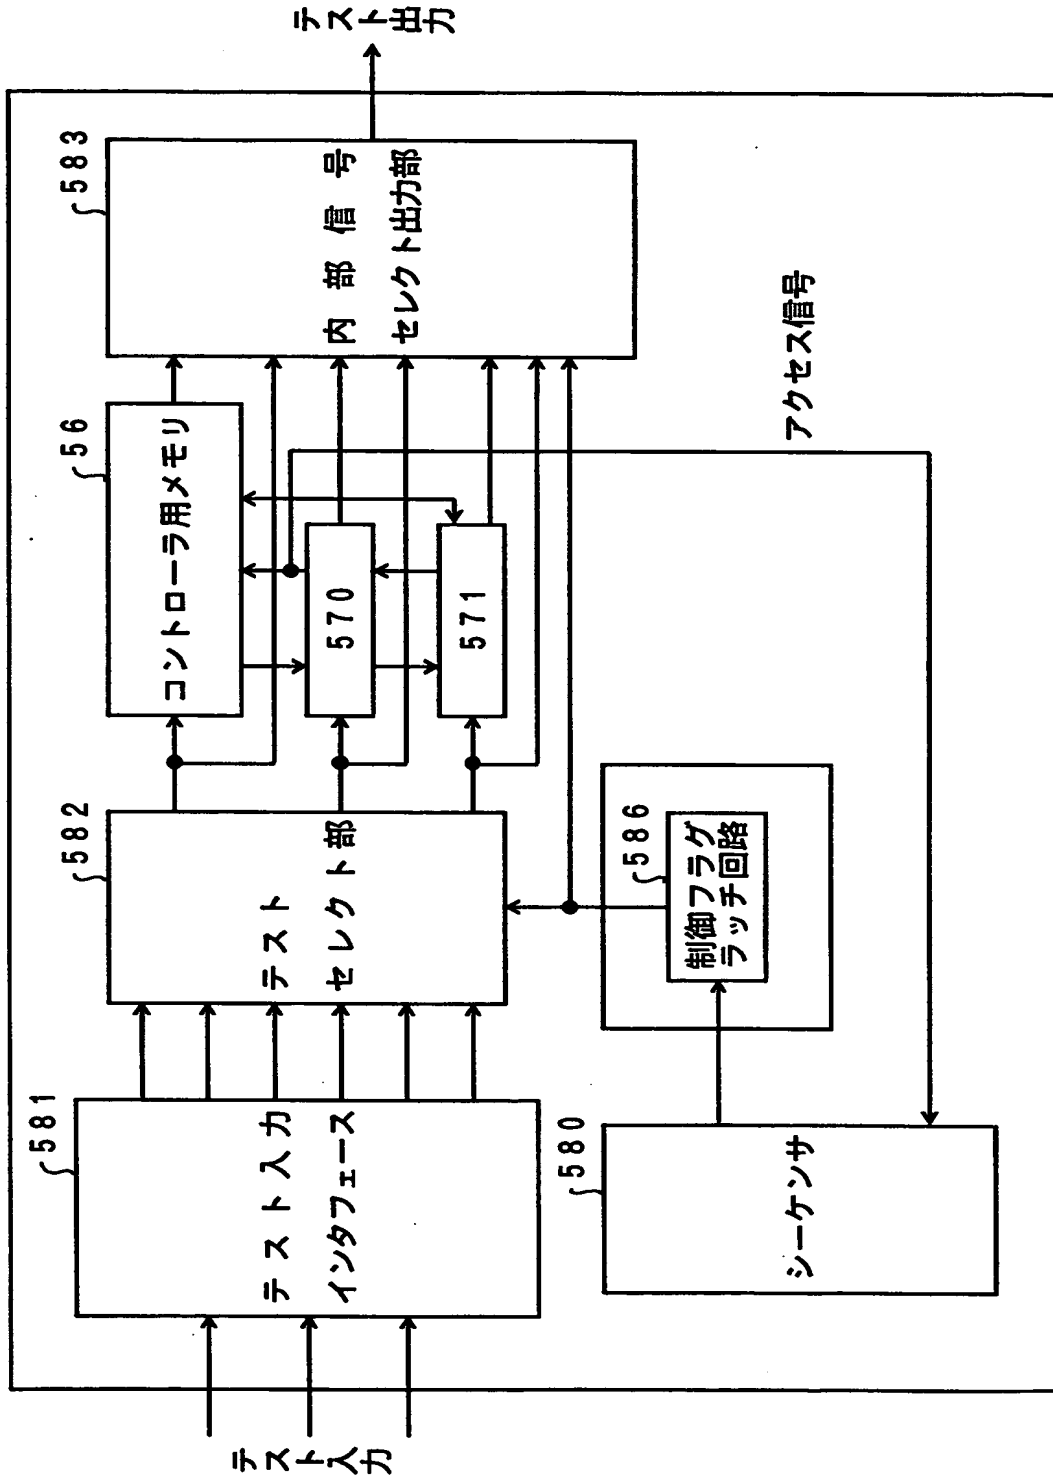 テスト入力
581
テスト入力
インタフェース
582
テスト
セレクト部
56
コントローラ用メモリ
570
571
583
内部信号
セレクト出力部
テスト出力
580
シーケンサ
586
制御フラグ
ラッチ回路
アクセス信号